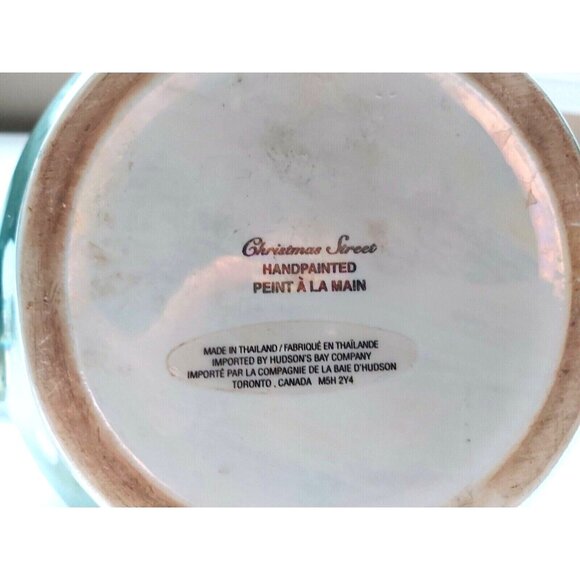 Christmas Street
HANDPAINTED
PEINT À LA MAIN
MADE IN THAILAND / FABRIQUÉ EN THAÏLANDE
IMPORTED BY HUDSON'S BAY COMPANY
IMPORTÉ PAR LA COMPAGNIE DE LA BAIE D'HUDSON
TORONTO . CANADA M5H 2Y4